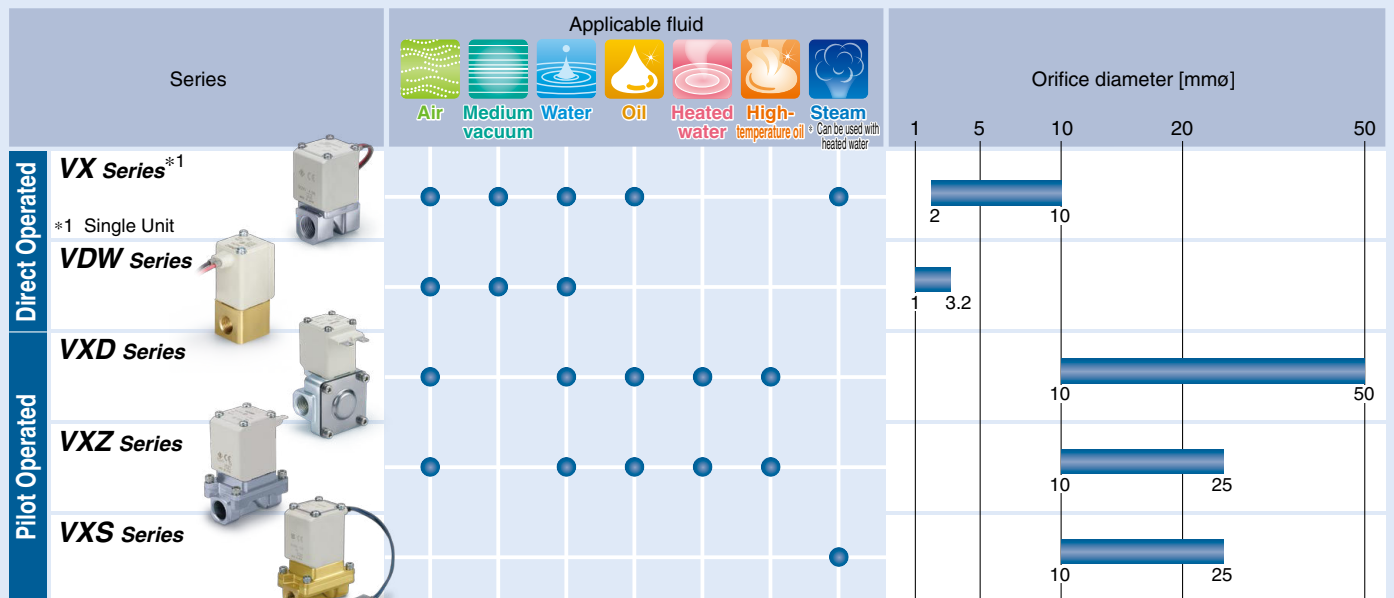 Series
Applicable fluid
Air
Medium
vacuum
Water
Oil
Heated
water
High-
temperature oil
Steam
* Can be used with
heated water
Orifice diameter [mmø]
1 5 10 20 50
Direct Operated
VX Series*1
*1 Single Unit
2 10
VDW Series
1 3.2
Pilot Operated
VXD Series
10 50
VXZ Series
10 25
VXS Series
10 25